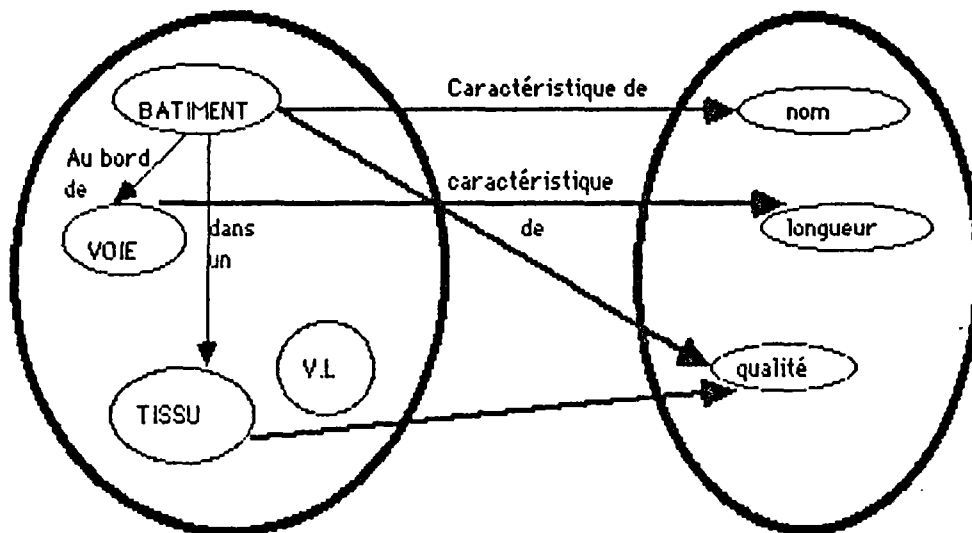 Caractéristique de
BATIMENT
nom
Au bord
de
caractéristique
VOIE
dans
un
de
longueur
V.L
qualité
TISSU